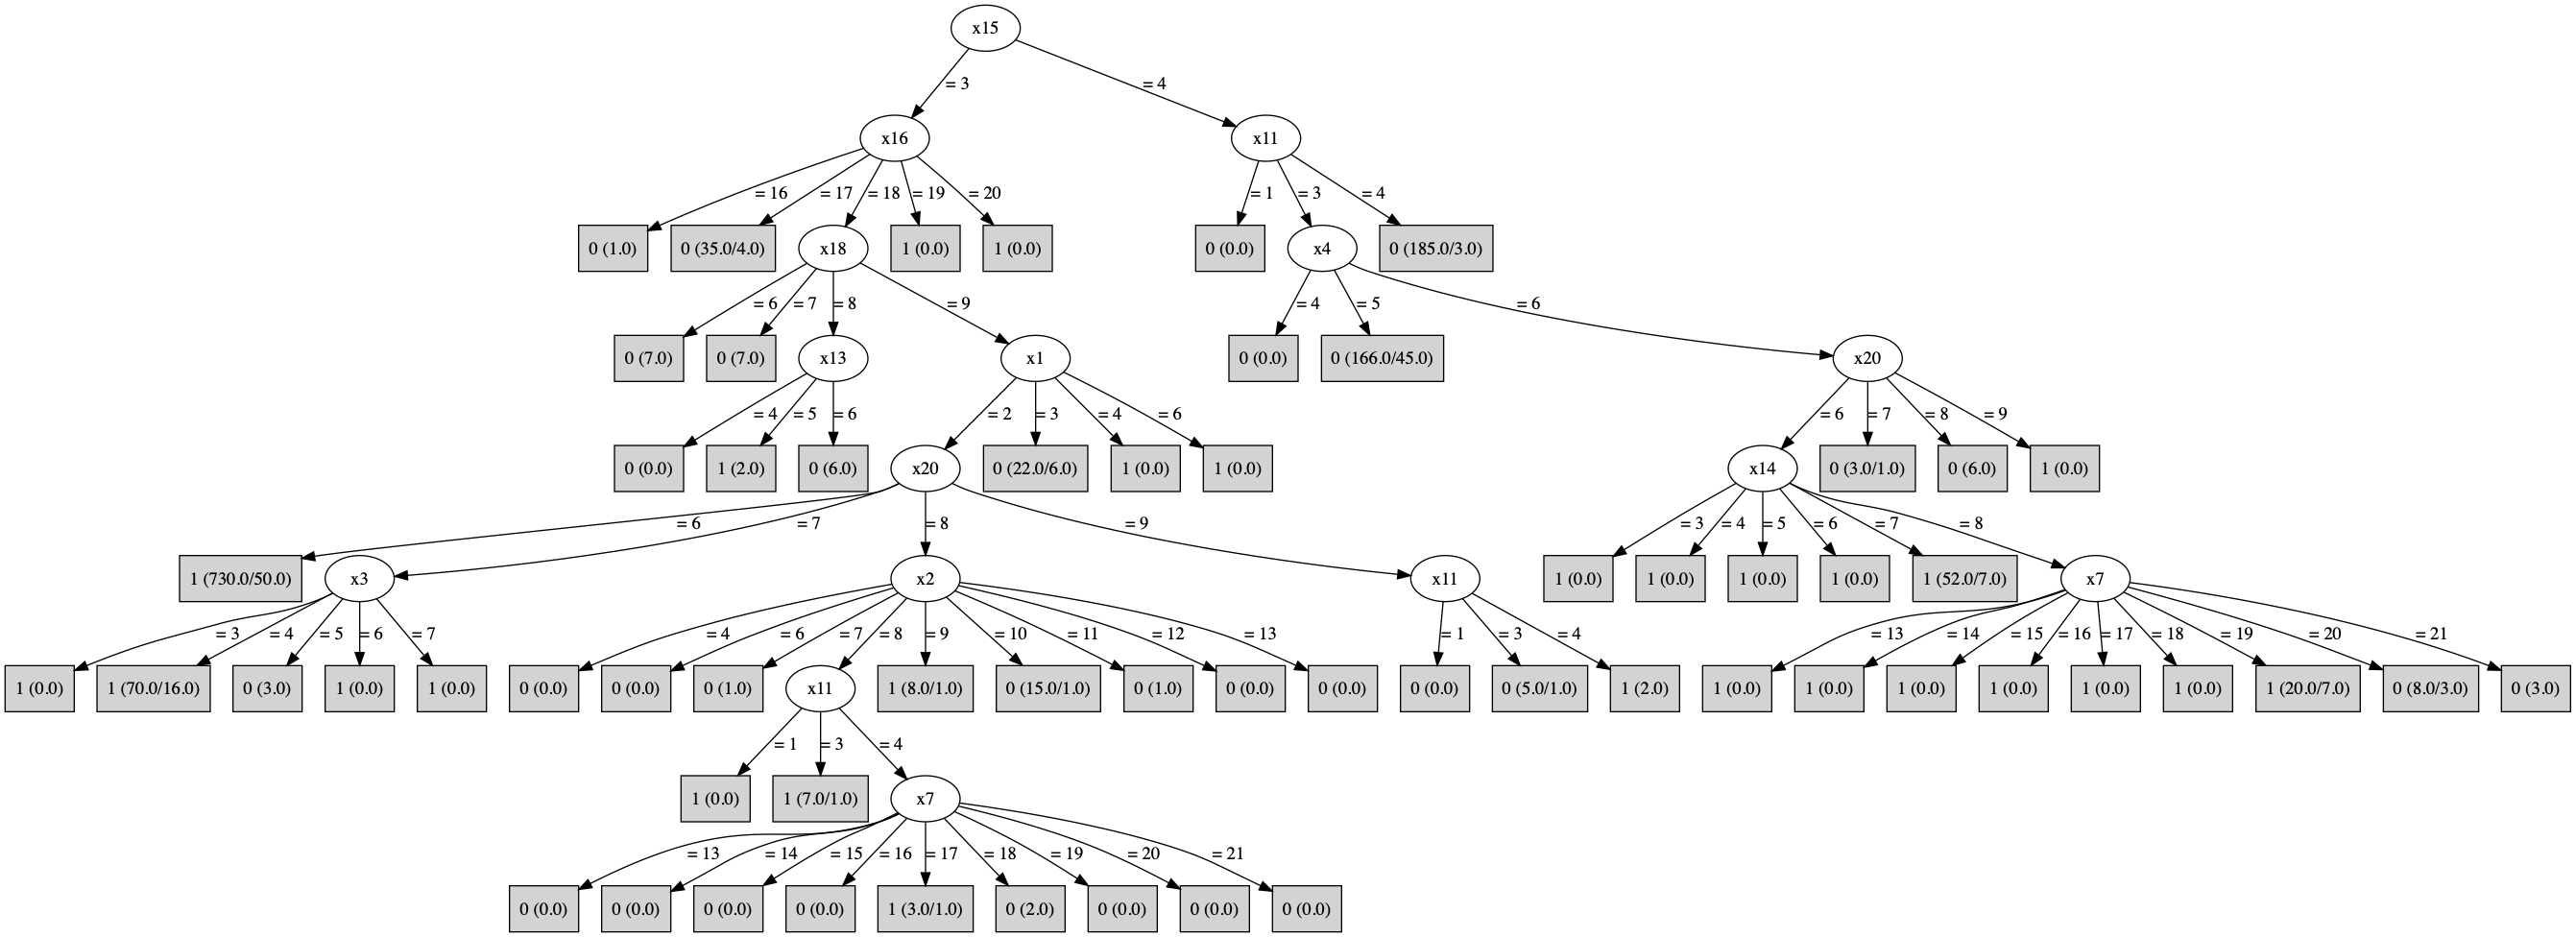 x15
= 3 = 4
x16 x11
= 16 = 17 = 18 = 19 = 20 = 1 = 3 = 4
0 (1.0) 0 (35.0/4.0) x18 1 (0.0) 1 (0.0) 0 (0.0) x4 0 (185.0/3.0)
= 6 = 7 = 8 = 9 = 4 = 5 = 6
0 (7.0) 0 (7.0) x13 x1 0 (0.0) 0 (166.0/45.0) x20
= 4 = 5 = 6 = 2 = 3 = 4 = 6 = 6 = 7 = 8 = 9
0 (0.0) 1 (2.0) 0 (6.0) x20 0 (22.0/6.0) 1 (0.0) 1 (0.0) x14 0 (3.0/1.0) 0 (6.0) 1 (0.0)
= 6 = 7 = 8 = 9 = 3 = 4 = 5 = 6 = 7 = 8
1 (730.0/50.0) x3 x2 x11 1 (0.0) 1 (0.0) 1 (0.0) 1 (0.0) 1 (52.0/7.0) x7
= 3 = 4 = 5 = 6 = 7 = 4 = 6 = 7 = 8 = 9 = 10 = 11 = 12 = 13 = 1 = 3 = 4 = 13 = 14 = 15 = 16 = 17 = 18 = 19 = 20 = 21
1 (0.0) 1 (70.0/16.0) 0 (3.0) 1 (0.0) 1 (0.0) 0 (0.0) 0 (0.0) 0 (1.0) x11 1 (8.0/1.0) 0 (15.0/1.0) 0 (1.0) 0 (0.0) 0 (0.0) 0 (0.0) 0 (5.0/1.0) 1 (2.0) 1 (0.0) 1 (0.0) 1 (0.0) 1 (0.0) 1 (0.0) 1 (0.0) 1 (20.0/7.0) 0 (8.0/3.0) 0 (3.0)
= 1 = 3 = 4
1 (0.0) 1 (7.0/1.0) x7
= 13 = 14 = 15 = 16 = 17 = 18 = 19 = 20 = 21
0 (0.0) 0 (0.0) 0 (0.0) 0 (0.0) 1 (3.0/1.0) 0 (2.0) 0 (0.0) 0 (0.0) 0 (0.0)